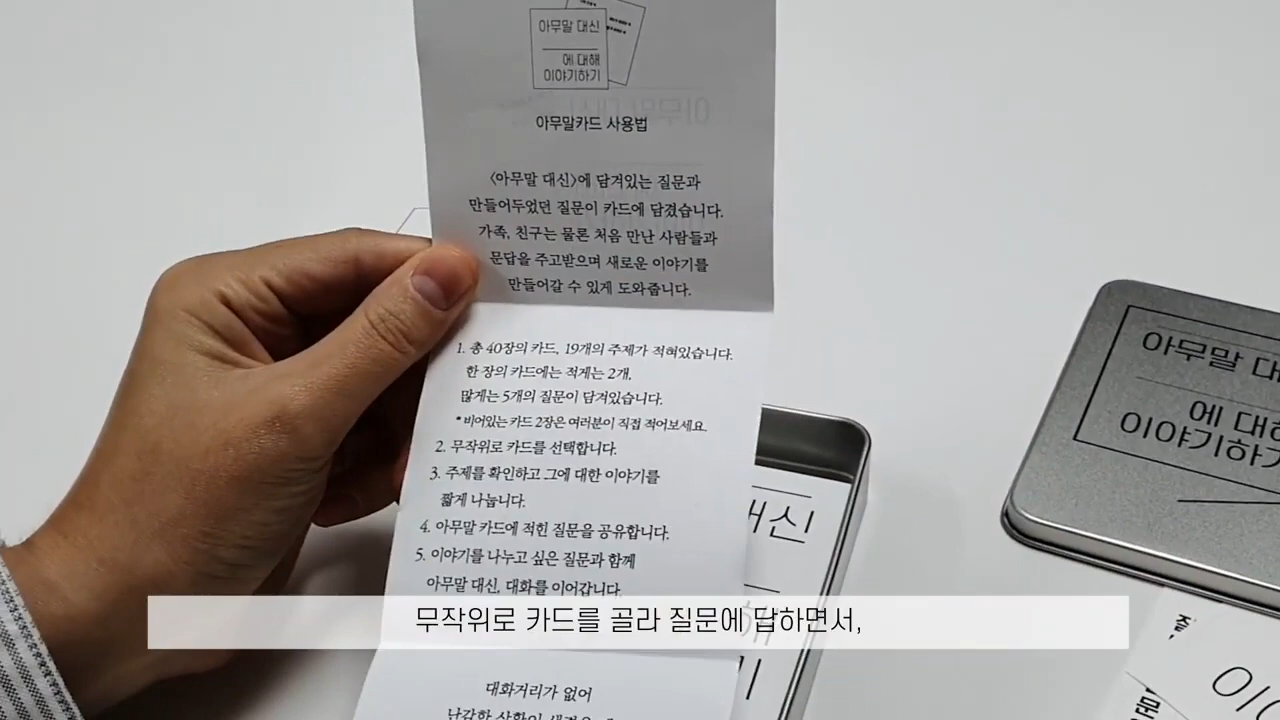 아무말 대신
에 대해
이야기하기
아무말카드 사용법
〈아무말 대신〉에 담겨있는 질문과
만들어두었던 질문이 카드에 담겼습니다.
가족, 친구는 물론 처음 만난 사람들과
문답을 주고받으며 새로운 이야기를
만들어갈 수 있게 도와줍니다.
1. 총 40장의 카드, 19개의 주제가 적혀있습니다.
한 장의 카드에는 적게는 2개,
많게는 5개의 질문이 담겨있습니다.
* 비어있는 카드 2장은 여러분이 직접 적어보세요.
2. 무작위로 카드를 선택합니다.
3. 주제를 확인하고 그에 대한 이야기를
짧게 나눕니다.
4. 아무말 카드에 적힌 질문을 공유합니다.
5. 이야기를 나누고 싶은 질문과 함께
아무말 대신, 대화를 이어갑니다.
무작위로 카드를 골라 질문에 답하면서,
대화거리가 없어
난감한 상황이
아무말
에 대해
이야기하기
대신